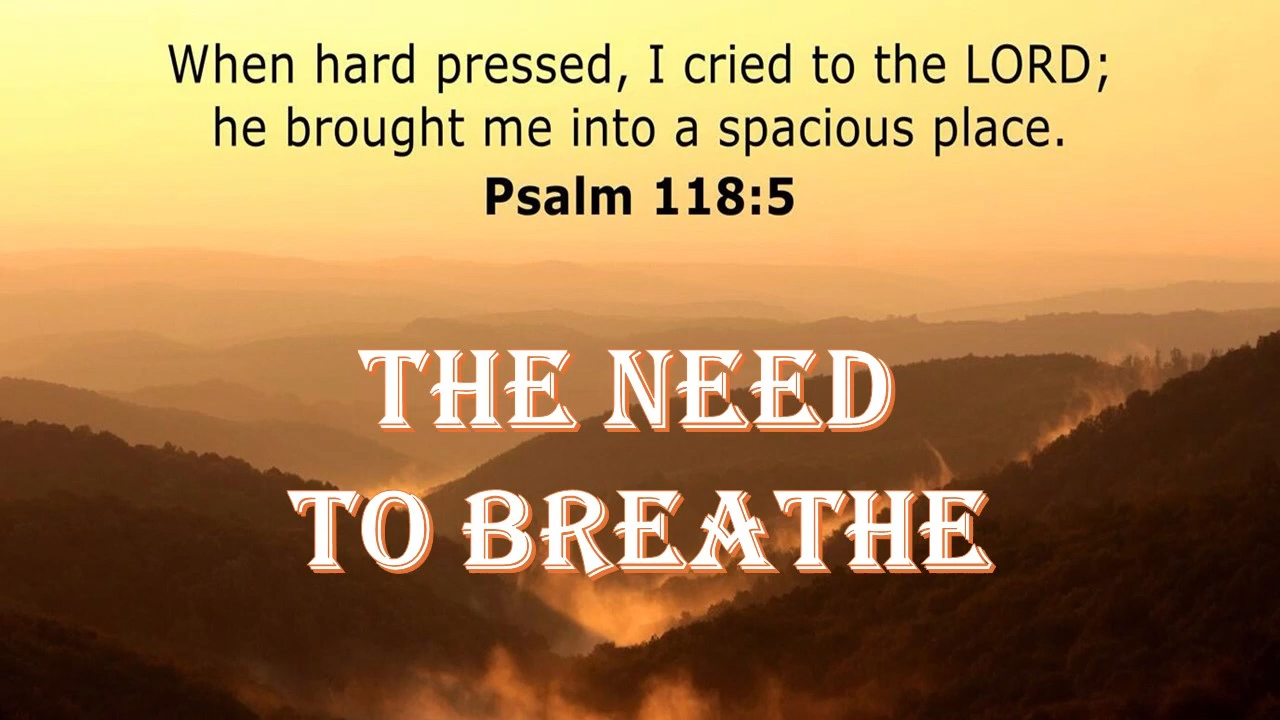 When hard pressed, I cried to the LORD;
he brought me into a spacious place.
Psalm 118:5
THE NEED
TO BREATHE